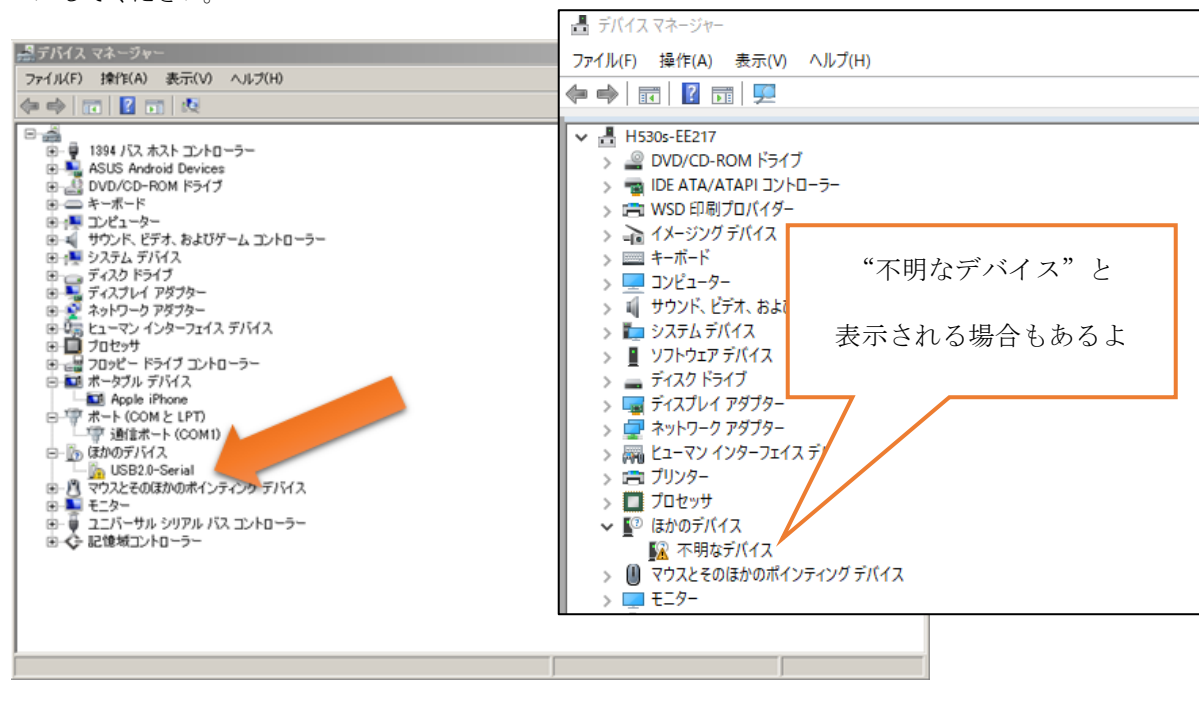 してください。
デバイス マネージャー
ファイル(F) 操作(A) 表示(V) ヘルプ(H)
1394 バス ホスト コントローラー
ASUS Android Devices
DVD/CD-ROM ドライブ
キーボード
コンピューター
サウンド、ビデオ、およびゲーム コントローラー
システム デバイス
ディスク ドライブ
ディスプレイ アダプター
ネットワーク アダプター
ヒューマン インターフェイス デバイス
プロセッサ
フロッピー ドライブ コントローラー
ポータブル デバイス
Apple iPhone
ポート (COM と LPT)
通信ポート (COM1)
ほかのデバイス
USB2.0-Serial
マウスとそのほかのポインティング デバイス
モニター
ユニバーサル シリアル バス コントローラー
記憶域コントローラー
デバイス マネージャー
ファイル(F) 操作(A) 表示(V) ヘルプ(H)
H530s-EE217
DVD/CD-ROM ドライブ
IDE ATA/ATAPI コントローラー
WSD 印刷プロバイダー
イメージング デバイス
キーボード
コンピューター
サウンド、ビデオ、およ
システム デバイス
ソフトウェア デバイス
ディスク ドライブ
ディスプレイ アダプター
ネットワーク アダプター
ヒューマン インターフェイス デ
プリンター
プロセッサ
ほかのデバイス
不明なデバイス
マウスとそのほかのポインティング デバイス
モニター
“不明なデバイス”と
表示される場合もあるよ